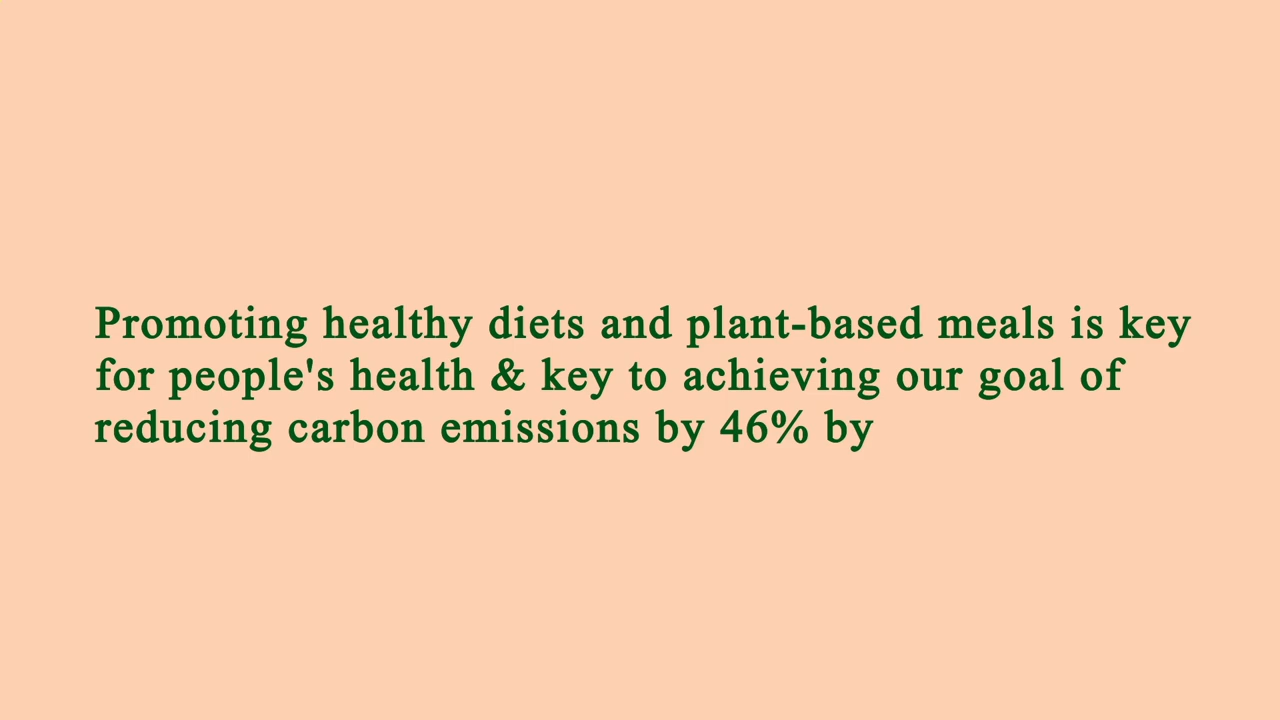 Promoting healthy diets and plant-based meals is key
for people's health & key to achieving our goal of
reducing carbon emissions by 46% by